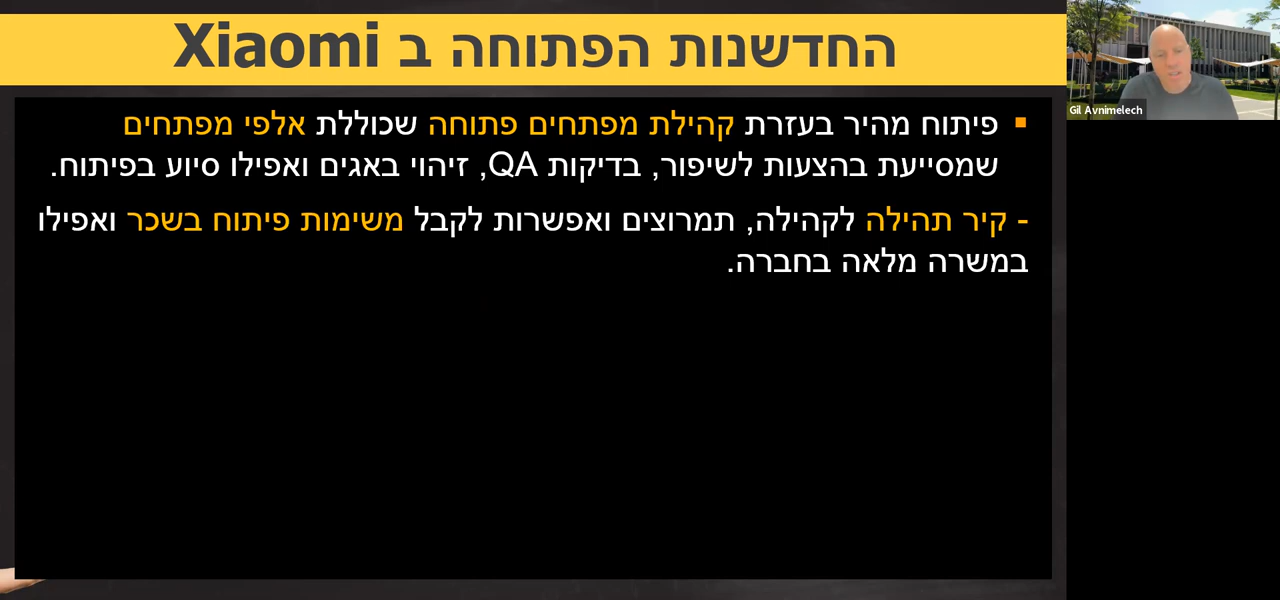 החדשנות הפתוחה ב Xiaomi
▪ פיתוח מהיר בעזרת קהילת מפתחים פתוחה שכוללת אלפי מפתחים
שמסייעת בהצעות לשיפור, בדיקות QA, זיהוי באגים ואפילו סיוע בפיתוח.
- קיר תהילה לקהילה, תמרוצים ואפשרות לקבל משימות פיתוח בשכר ואפילו
במשרה מלאה בחברה.
Gil Avnimelech